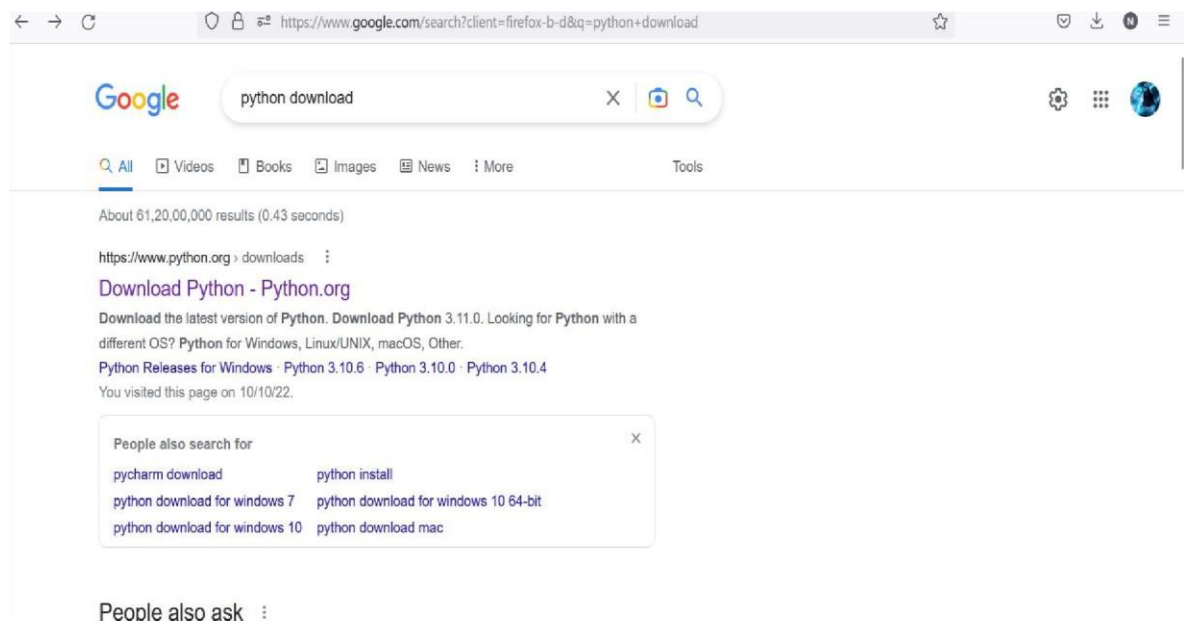 https://www.google.com/search?client=firefox-b-d&q=python+download
N
Google
python download
All Videos Books Images News More Tools
About 61,20,00,000 results (0.43 seconds)
https://www.python.org › downloads
Download Python - Python.org
Download the latest version of Python. Download Python 3.11.0. Looking for Python with a
different OS? Python for Windows, Linux/UNIX, macOS, Other.
Python Releases for Windows · Python 3.10.6 · Python 3.10.0 · Python 3.10.4
You visited this page on 10/10/22.
People also search for
pycharm download python install
python download for windows 7 python download for windows 10 64-bit
python download for windows 10 python download mac
People also ask